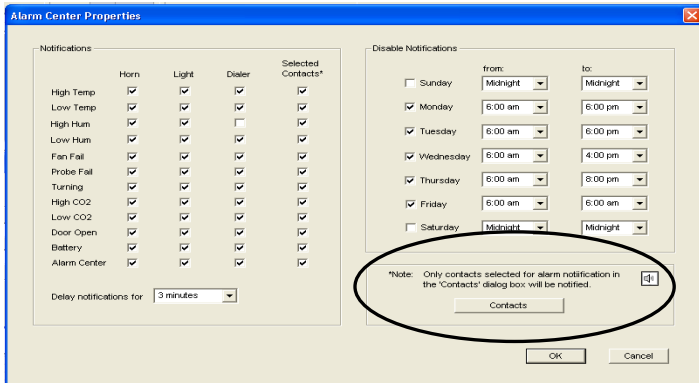 Alarm Center Properties
Notifications
Horn Light Dialer Selected Contacts*
High Temp
Low Temp
High Hum
Low Hum
Fan Fail
Probe Fail
Turning
High CO2
Low CO2
Door Open
Battery
Alarm Center
Delay notifications for 3 minutes
Disable Notifications
from: to:
Sunday Midnight Midnight
Monday 6:00 am 6:00 pm
Tuesday 6:00 am 6:00 pm
Wednesday 6:00 am 4:00 pm
Thursday 6:00 am 8:00 pm
Friday 6:00 am 6:00 pm
Saturday Midnight Midnight
*Note: Only contacts selected for alarm notification in
the 'Contacts' dialog box will be notified.
Contacts
OK Cancel